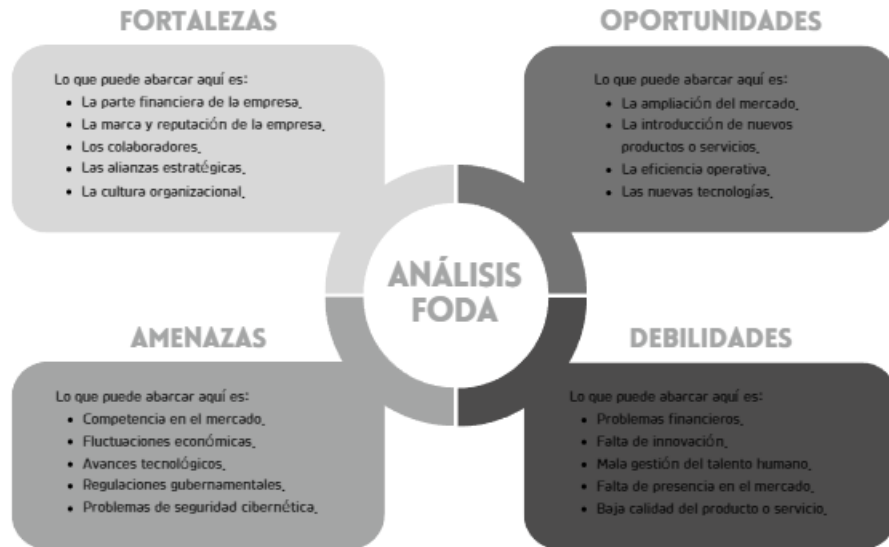 FORTALEZAS
Lo que puede abarcar aquí es:
• La parte financiera de la empresa.
• La marca y reputación de la empresa.
• Los colaboradores.
• Las alianzas estratégicas.
• La cultura organizacional.
OPORTUNIDADES
Lo que puede abarcar aquí es:
• La ampliación del mercado.
• La introducción de nuevos
productos o servicios.
• La eficiencia operativa.
• Las nuevas tecnologías.
ANÁLISIS
FODA
AMENAZAS
Lo que puede abarcar aquí es:
• Competencia en el mercado.
• Fluctuaciones económicas.
• Avances tecnológicos.
• Regulaciones gubernamentales.
• Problemas de seguridad cibernética.
DEBILIDADES
Lo que puede abarcar aquí es:
• Problemas financieros.
• Falta de innovación.
• Mala gestión del talento humano.
• Falta de presencia en el mercado.
• Baja calidad del producto o servicio.